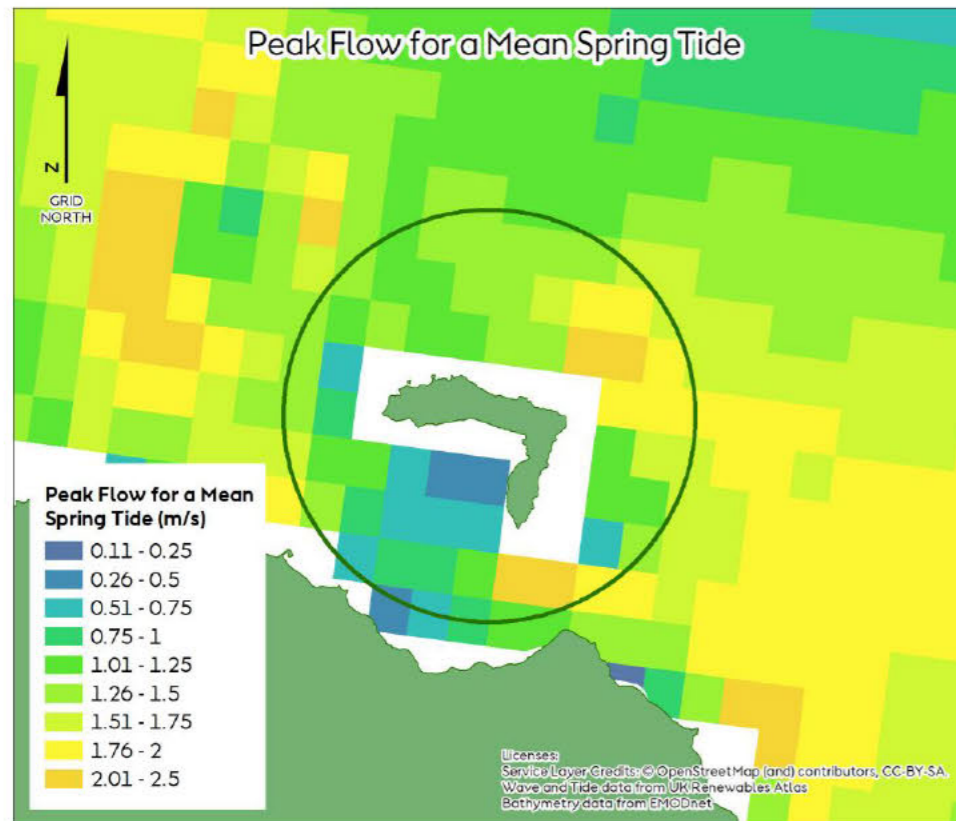 Peak Flow for a Mean Spring Tide
N
GRID
NORTH
Peak Flow for a Mean
Spring Tide (m/s)
0.11 - 0.25
0.26 - 0.5
0.51 - 0.75
0.75 - 1
1.01 - 1.25
1.26 - 1.5
1.51 - 1.75
1.76 - 2
2.01 - 2.5
Licenses:
Service Layer Credits: © OpenStreetMap (and) contributors, CC-BY-SA.
Wave and Tide data from UK Renewables Atlas
Bathymetry data from EMODnet